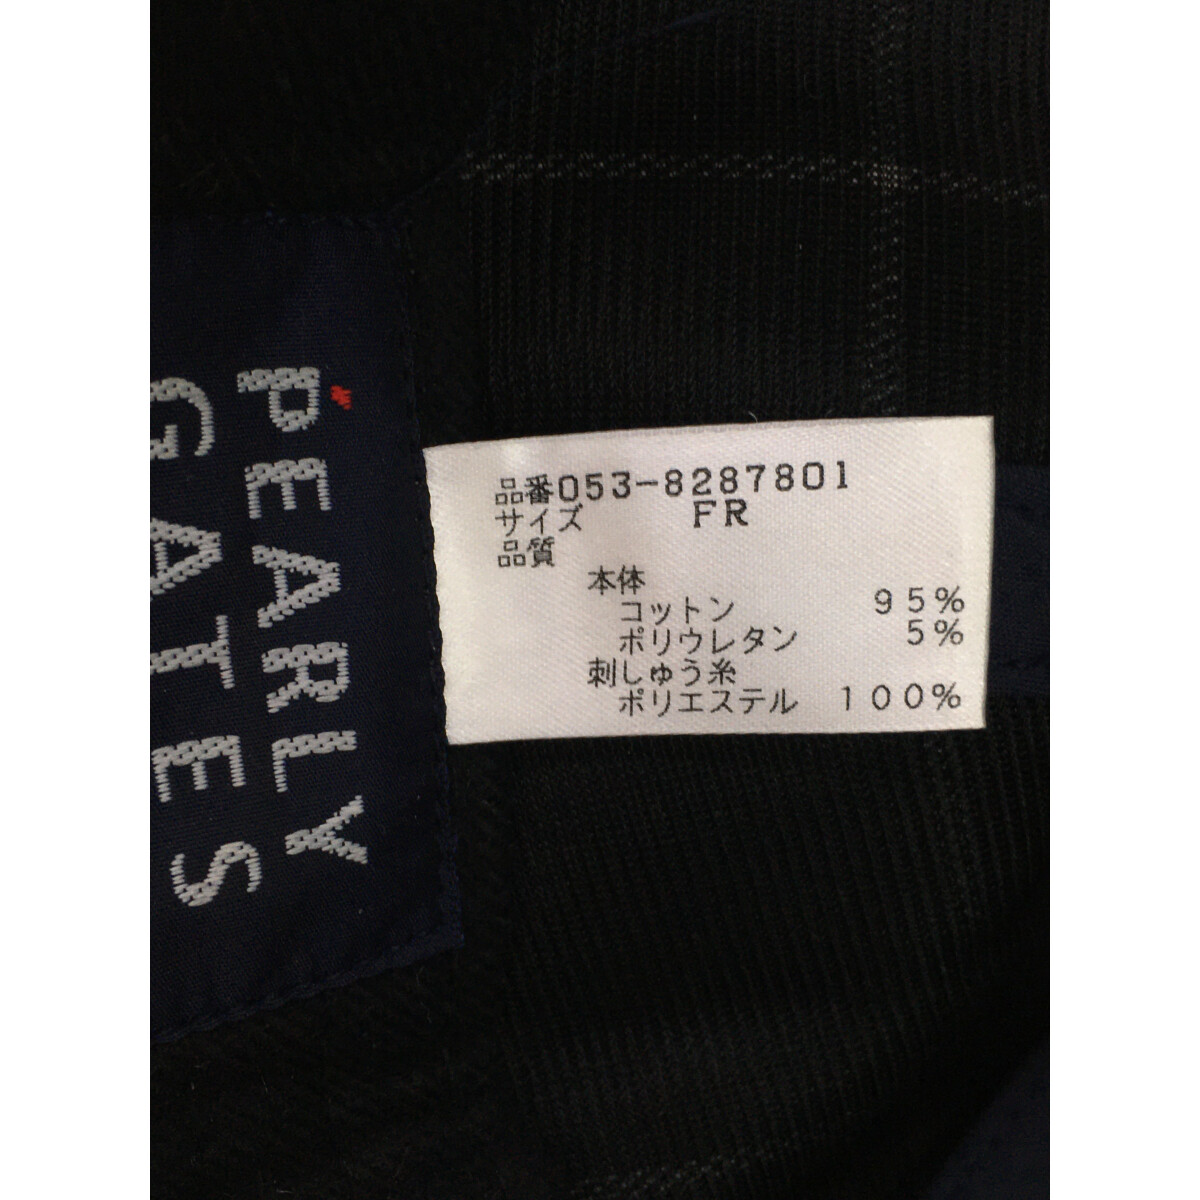 PEARLY
GATES
品番053-8287801
サイズ FR
品質
本体
コットン 95%
ポリウレタン 5%
刺しゅう糸
ポリエステル 100%